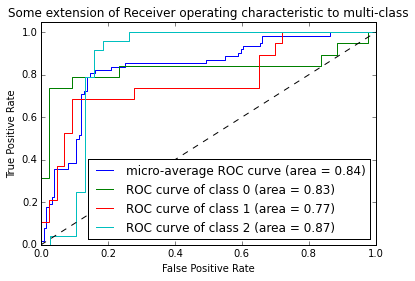 Some extension of Receiver operating characteristic to multi-class
1.0
0.8
0.6
0.4
0.2
0.0
True Positive Rate
micro-average ROC curve (area = 0.84)
ROC curve of class 0 (area = 0.83)
ROC curve of class 1 (area = 0.77)
ROC curve of class 2 (area = 0.87)
0.0 0.2 0.4 0.6 0.8 1.0
False Positive Rate